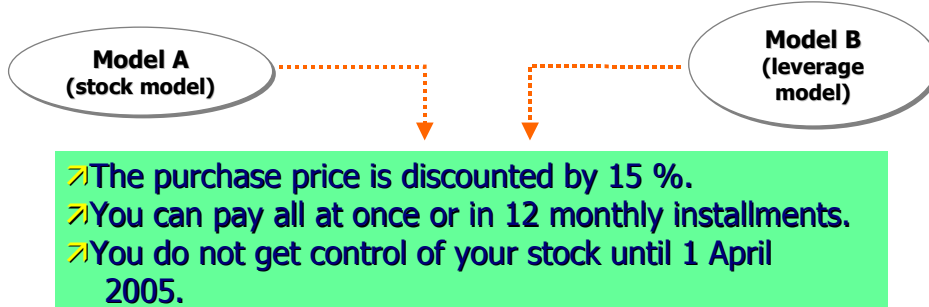 Model A
(stock model)
Model B
(leverage
model)
The purchase price is discounted by 15 %.
You can pay all at once or in 12 monthly installments.
You do not get control of your stock until 1 April
2005.